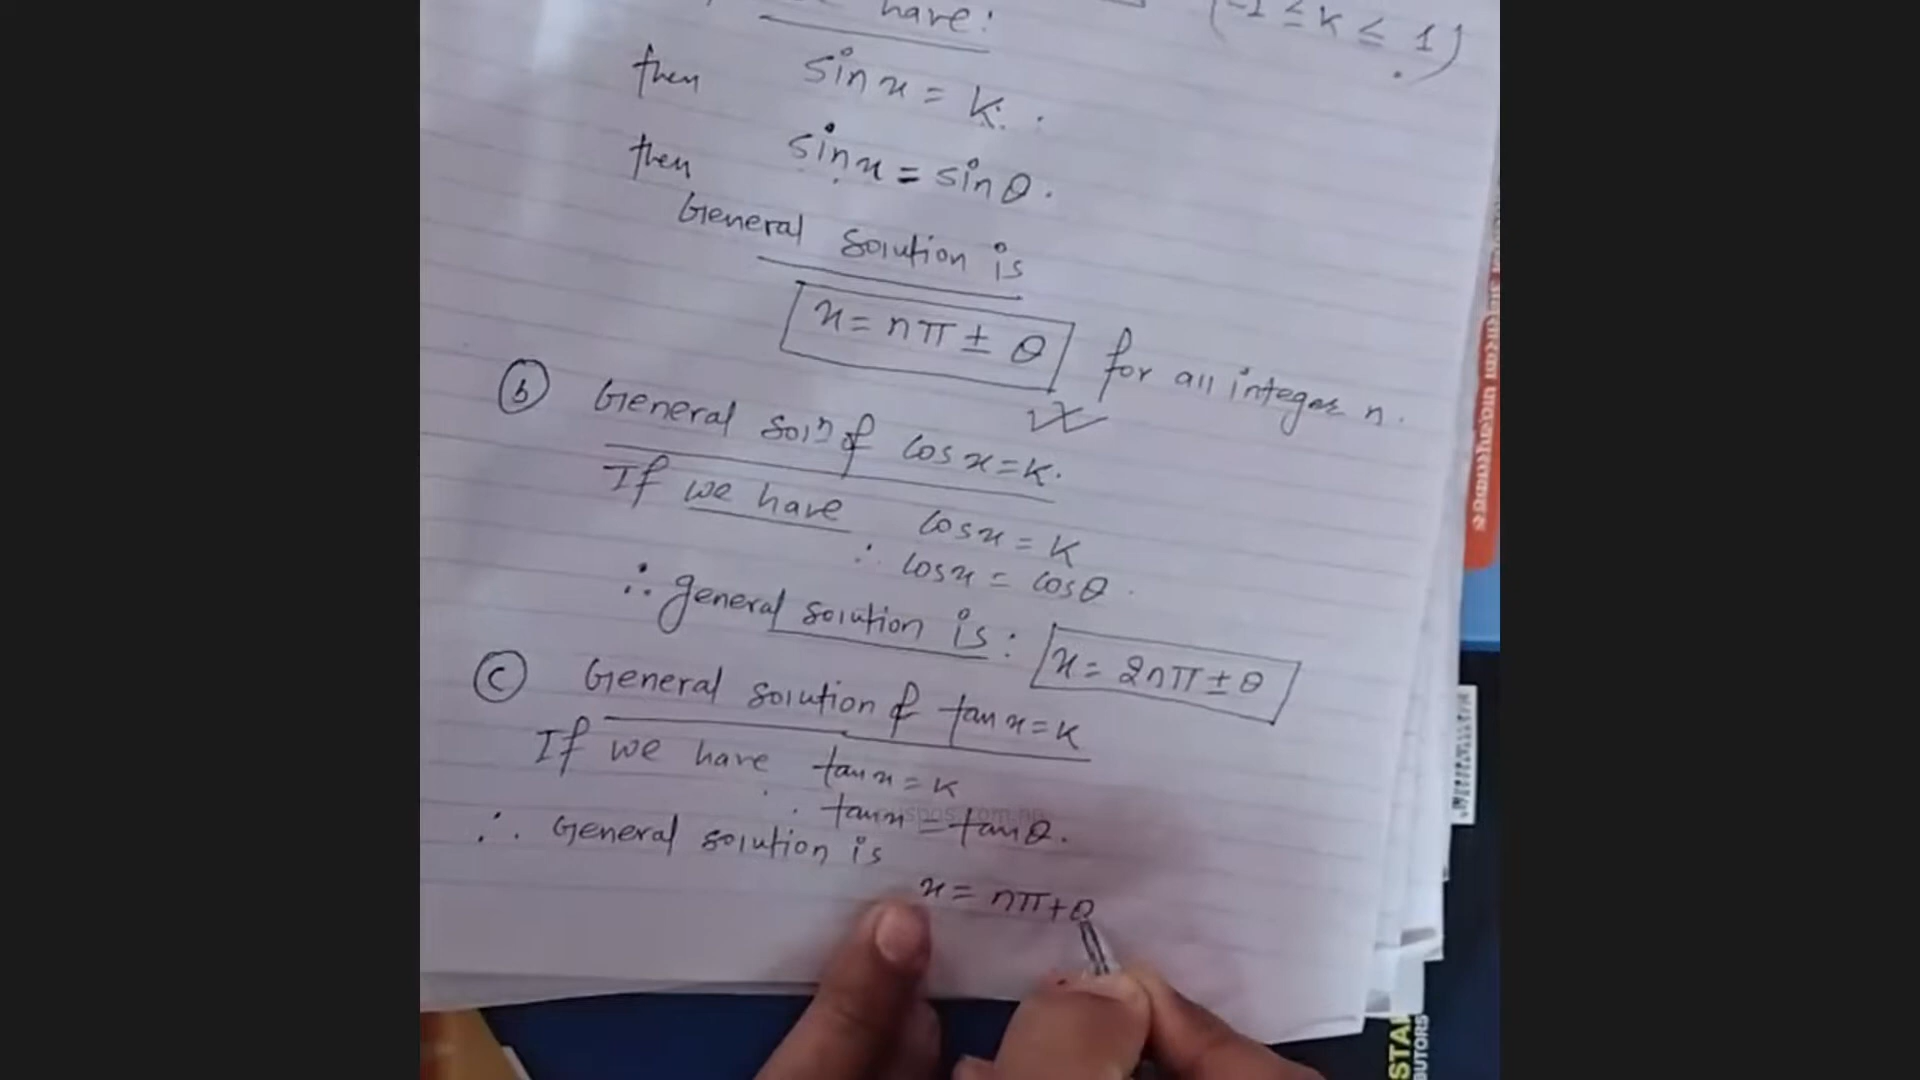 have:
(-1 ≤ k ≤ 1)
then sin x = k.
then sin x = sin θ.
General solution is
x = nπ ± θ for all integer n.
(b) General solⁿ of cos x = k.
If we have cos x = k
∴ cos x = cos θ.
∴ general solution is: x = 2nπ ± θ
(c) General solution of tan x = k
If we have tan x = k
∴ tan x = tan θ.
∴ General solution is
x = nπ + θ
STAR
BUTORS